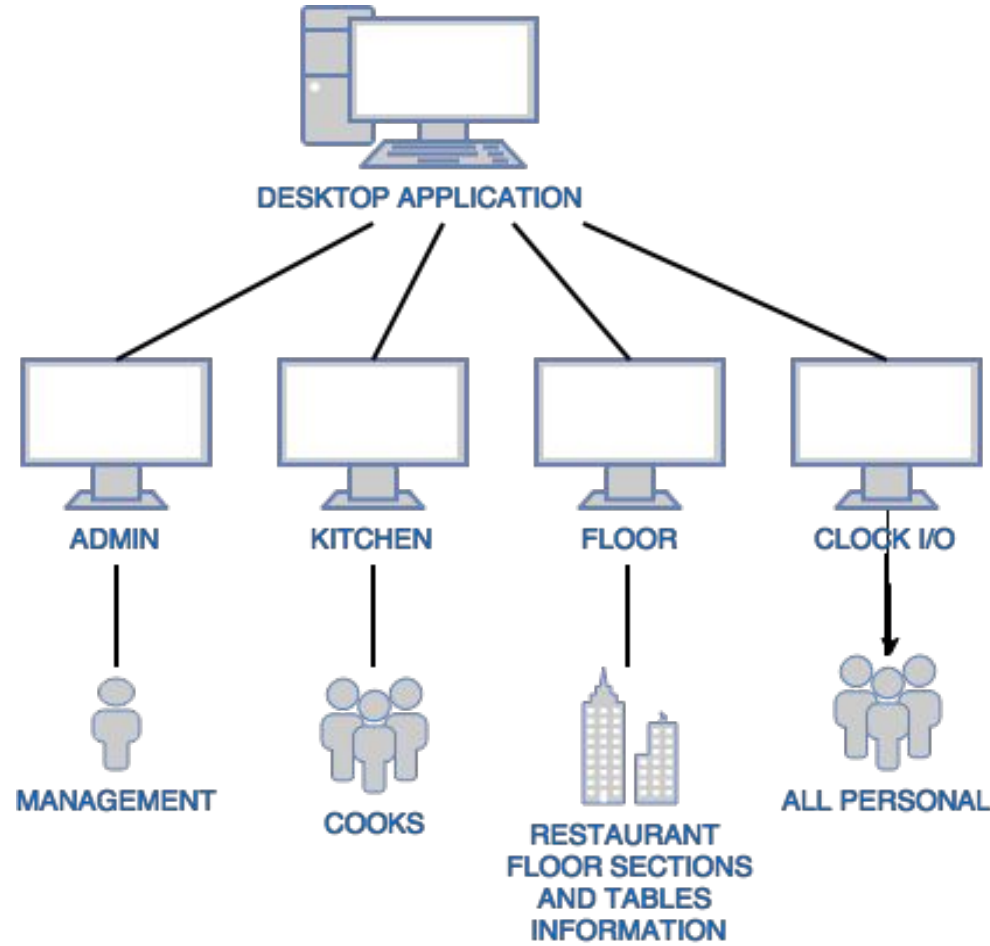 DESKTOP APPLICATION
ADMIN
KITCHEN
FLOOR
CLOCK I/O
MANAGEMENT
COOKS
RESTAURANT
FLOOR SECTIONS
AND TABLES
INFORMATION
ALL PERSONAL